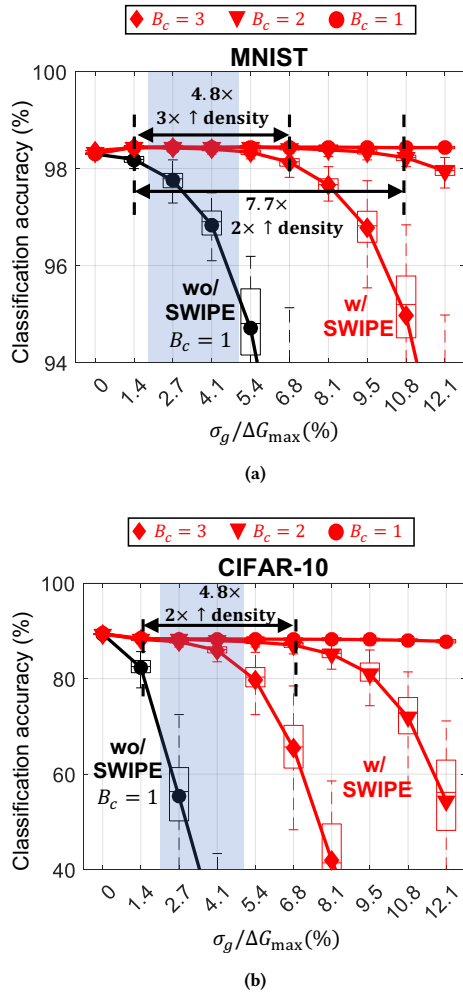 B_c = 3 B_c = 2 B_c = 1
MNIST
100
98
96
94
Classification accuracy (%)
4.8×
3× ↑ density
7.7×
2× ↑ density
wo/
SWIPE
B_c = 1
w/
SWIPE
0 1.4 2.7 4.1 5.4 6.8 8.1 9.5 10.8 12.1
σ_g/ΔG_max(%)
(a)
B_c = 3 B_c = 2 B_c = 1
CIFAR-10
100
80
60
40
Classification accuracy (%)
4.8×
2× ↑ density
wo/
SWIPE
B_c = 1
w/
SWIPE
0 1.4 2.7 4.1 5.4 6.8 8.1 9.5 10.8 12.1
σ_g/ΔG_max(%)
(b)